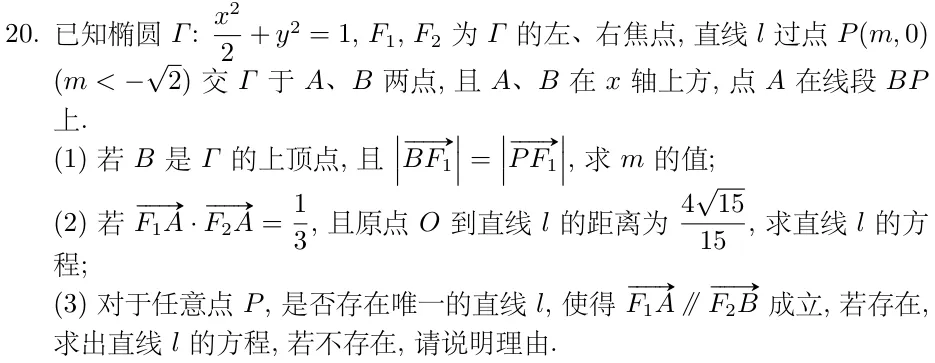 20. 已知椭圆 Γ: x²/2 + y² = 1, F₁, F₂ 为 Γ 的左、右焦点, 直线 l 过点 P(m, 0)
(m < −√2) 交 Γ 于 A、B 两点, 且 A、B 在 x 轴上方, 点 A 在线段 BP
上.
(1) 若 B 是 Γ 的上顶点, 且 |\overrightarrow{BF₁}| = |\overrightarrow{PF₁}|, 求 m 的值;
(2) 若 \overrightarrow{F₁A} · \overrightarrow{F₂A} = 1/3, 且原点 O 到直线 l 的距离为 4√15/15, 求直线 l 的方
程;
(3) 对于任意点 P, 是否存在唯一的直线 l, 使得 \overrightarrow{F₁A} ∥ \overrightarrow{F₂B} 成立, 若存在,
求出直线 l 的方程, 若不存在, 请说明理由.